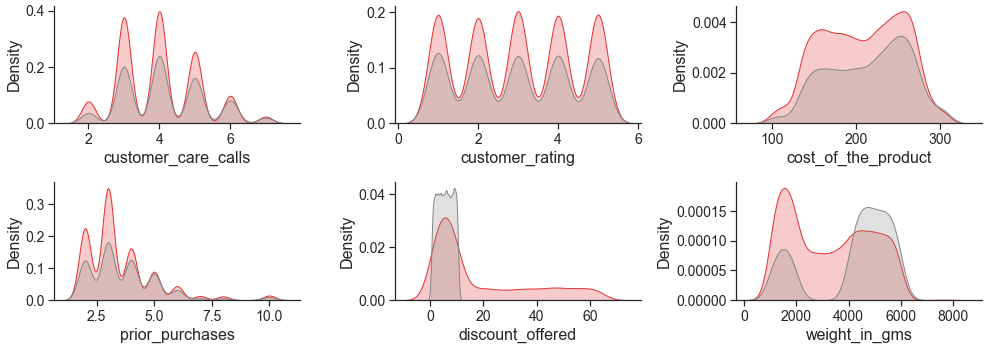 Density
0.4
0.2
0.0
2 4 6
customer_care_calls
Density
0.2
0.1
0.0
0 2 4 6
customer_rating
Density
0.004
0.002
0.000
100 200 300
cost_of_the_product
Density
0.3
0.2
0.1
0.0
2.5 5.0 7.5 10.0
prior_purchases
Density
0.04
0.02
0.00
0 20 40 60
discount_offered
Density
0.00015
0.00010
0.00005
0.00000
0 2000 4000 6000 8000
weight_in_gms